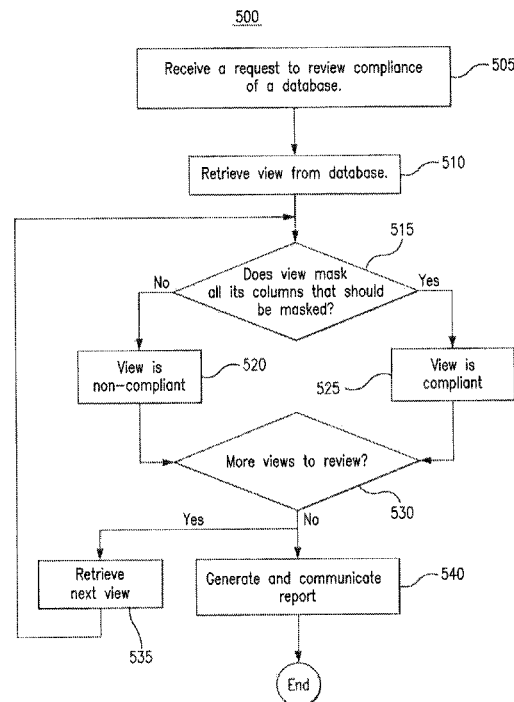 500
Receive a request to review compliance
of a database.
505
Retrieve view from database.
510
515
No
Does view mask
all its columns that should
be masked?
Yes
View is
non-compliant
520
525
View is
compliant
More views to review?
530
Yes
No
Retrieve
next view
535
Generate and communicate
report
540
End